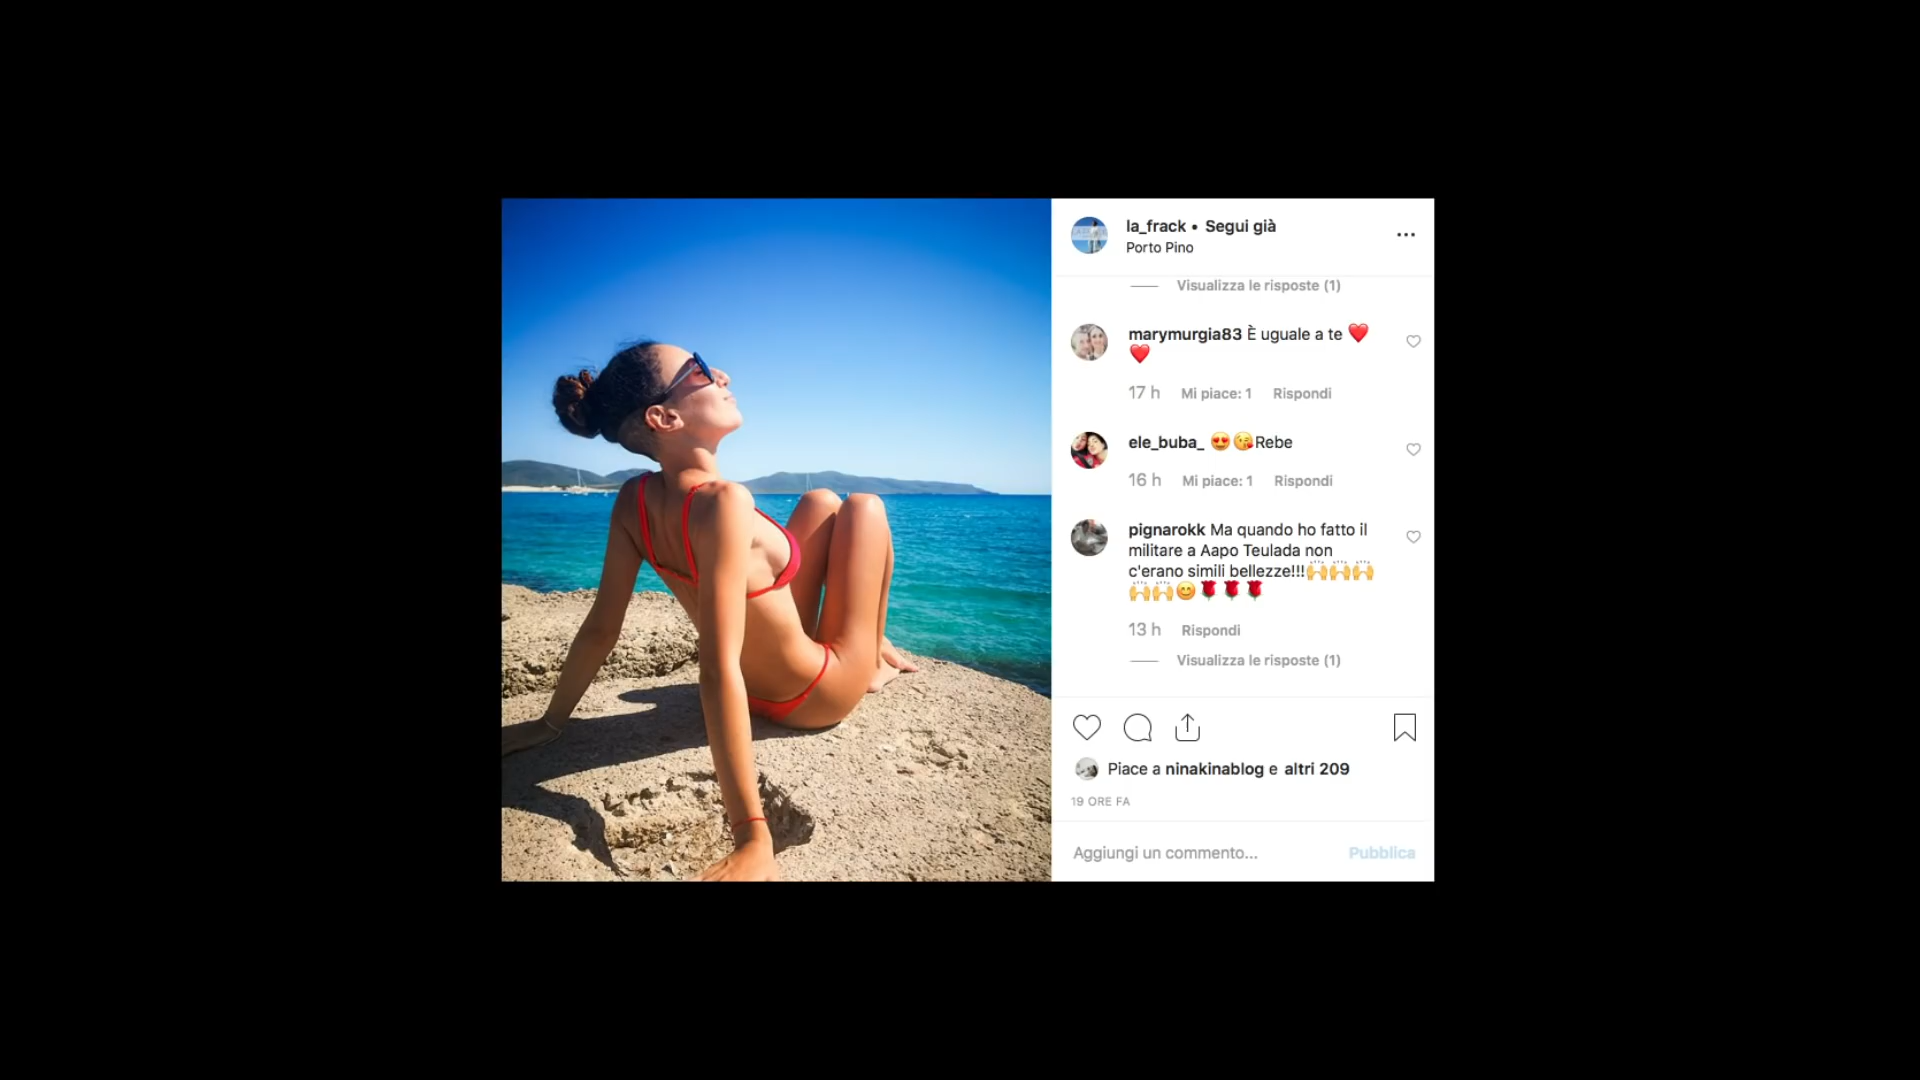 la_frack • Segui già
Porto Pino
Visualizza le risposte (1)
marymurgia83 È uguale a te ❤️
❤️
17 h Mi piace: 1 Rispondi
ele_buba_ 😍😘Rebe
16 h Mi piace: 1 Rispondi
pignarokk Ma quando ho fatto il
militare a Aapo Teulada non
c'erano simili bellezze!!!🙌🙌🙌
🙌🙌😊🌹🌹🌹
13 h Rispondi
Visualizza le risposte (1)
Piace a ninakinablog e altri 209
19 ORE FA
Aggiungi un commento... Pubblica